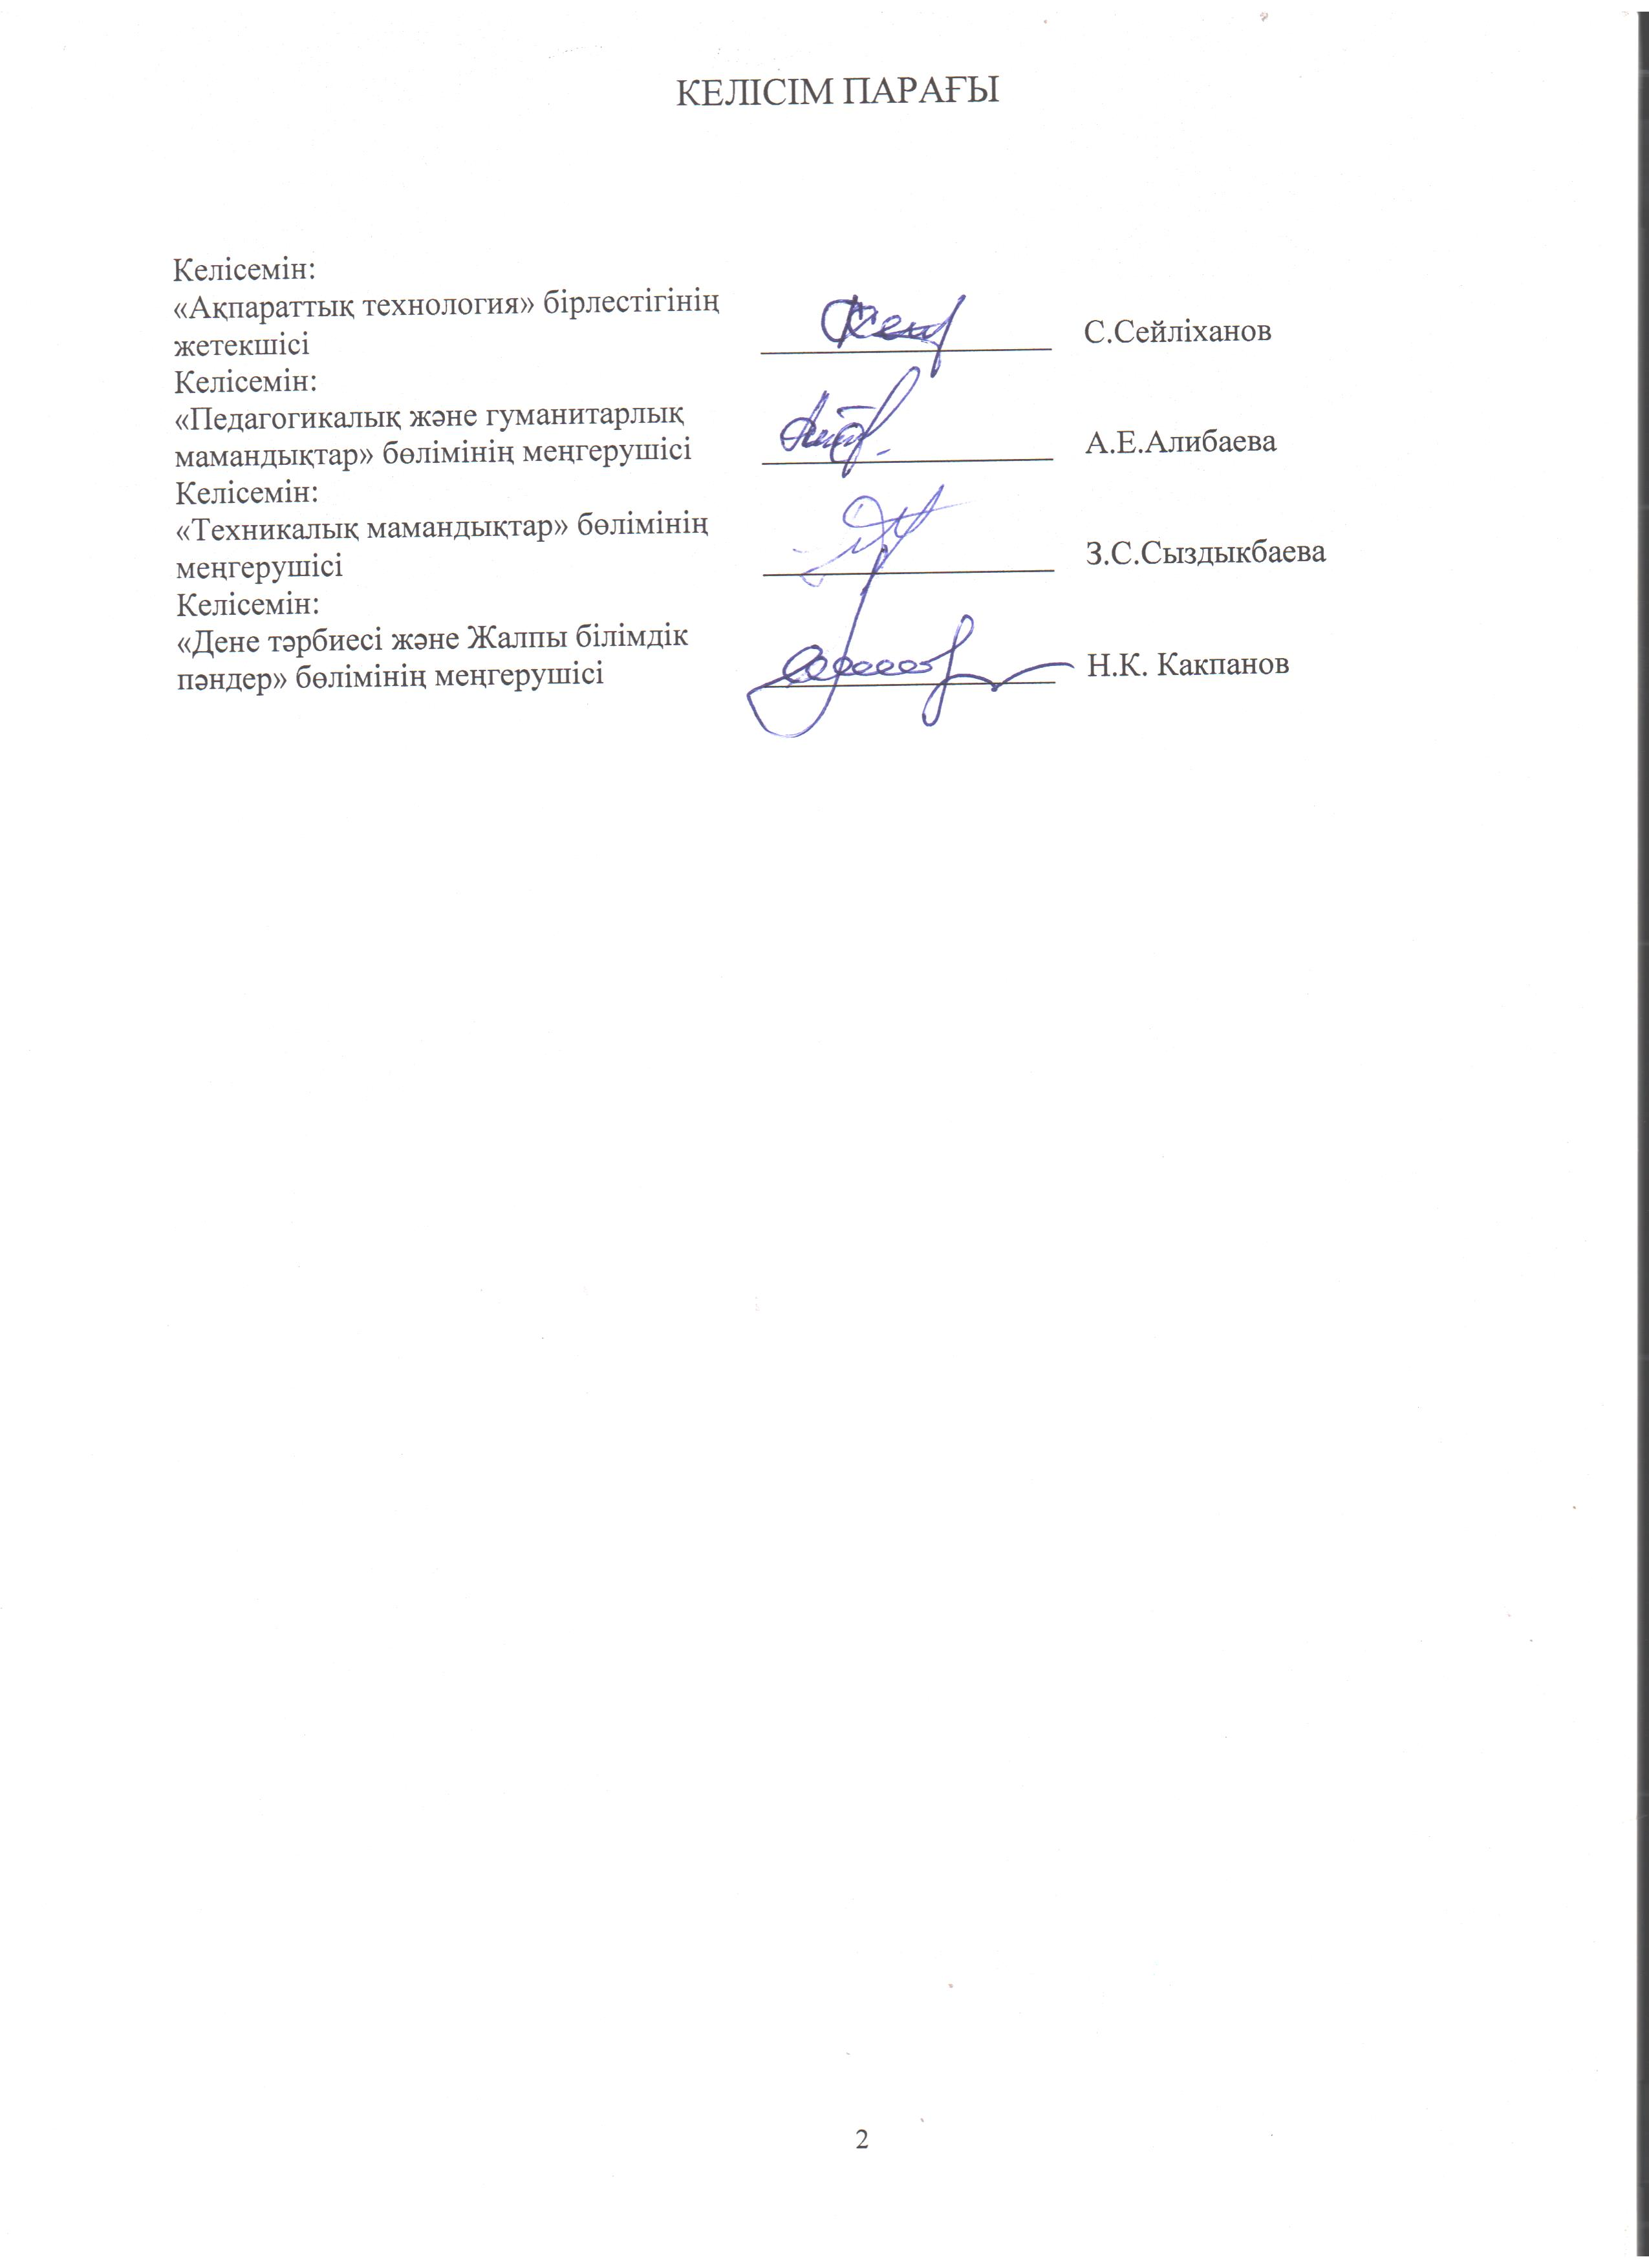 КЕЛІСІМ ПАРАҒЫ
Келісемін:
«Ақпараттық технология» бірлестігінің
жетекшісі С.Сейліханов
Келісемін:
«Педагогикалық және гуманитарлық
мамандықтар» бөлімінің меңгерушісі А.Е.Алибаева
Келісемін:
«Техникалық мамандықтар» бөлімінің
меңгерушісі З.С.Сыздыкбаева
Келісемін:
«Дене тәрбиесі және Жалпы білімдік
пәндер» бөлімінің меңгерушісі Н.К. Какпанов
2